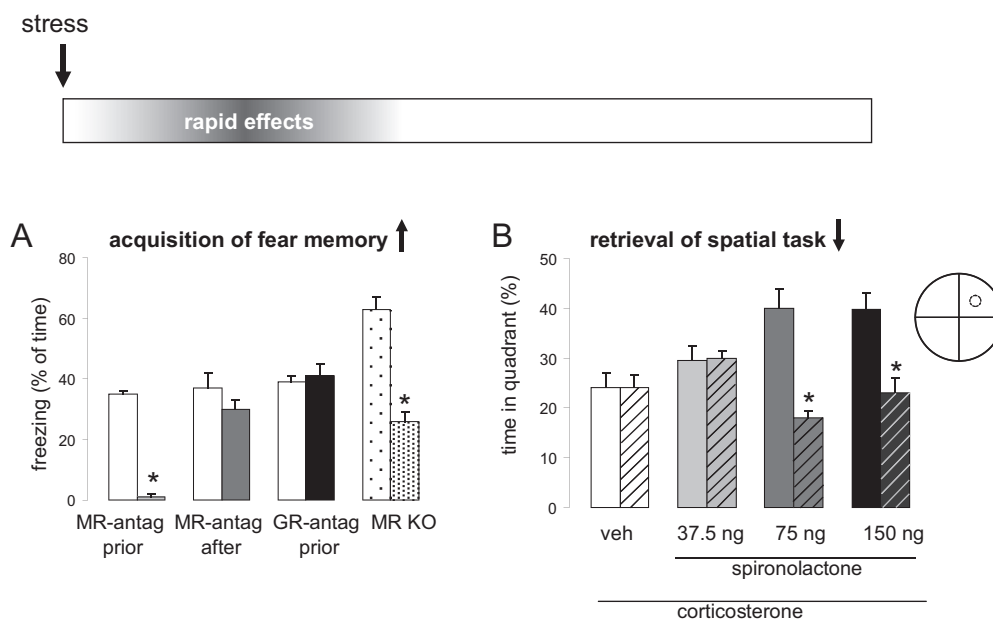 stress
rapid effects
A
acquisition of fear memory
freezing (% of time)
80
60
40
20
0
*
*
MR-antag prior
MR-antag after
GR-antag prior
MR KO
B
retrieval of spatial task
time in quadrant (%)
50
40
30
20
10
0
*
*
veh
37.5 ng
75 ng
150 ng
spironolactone
corticosterone